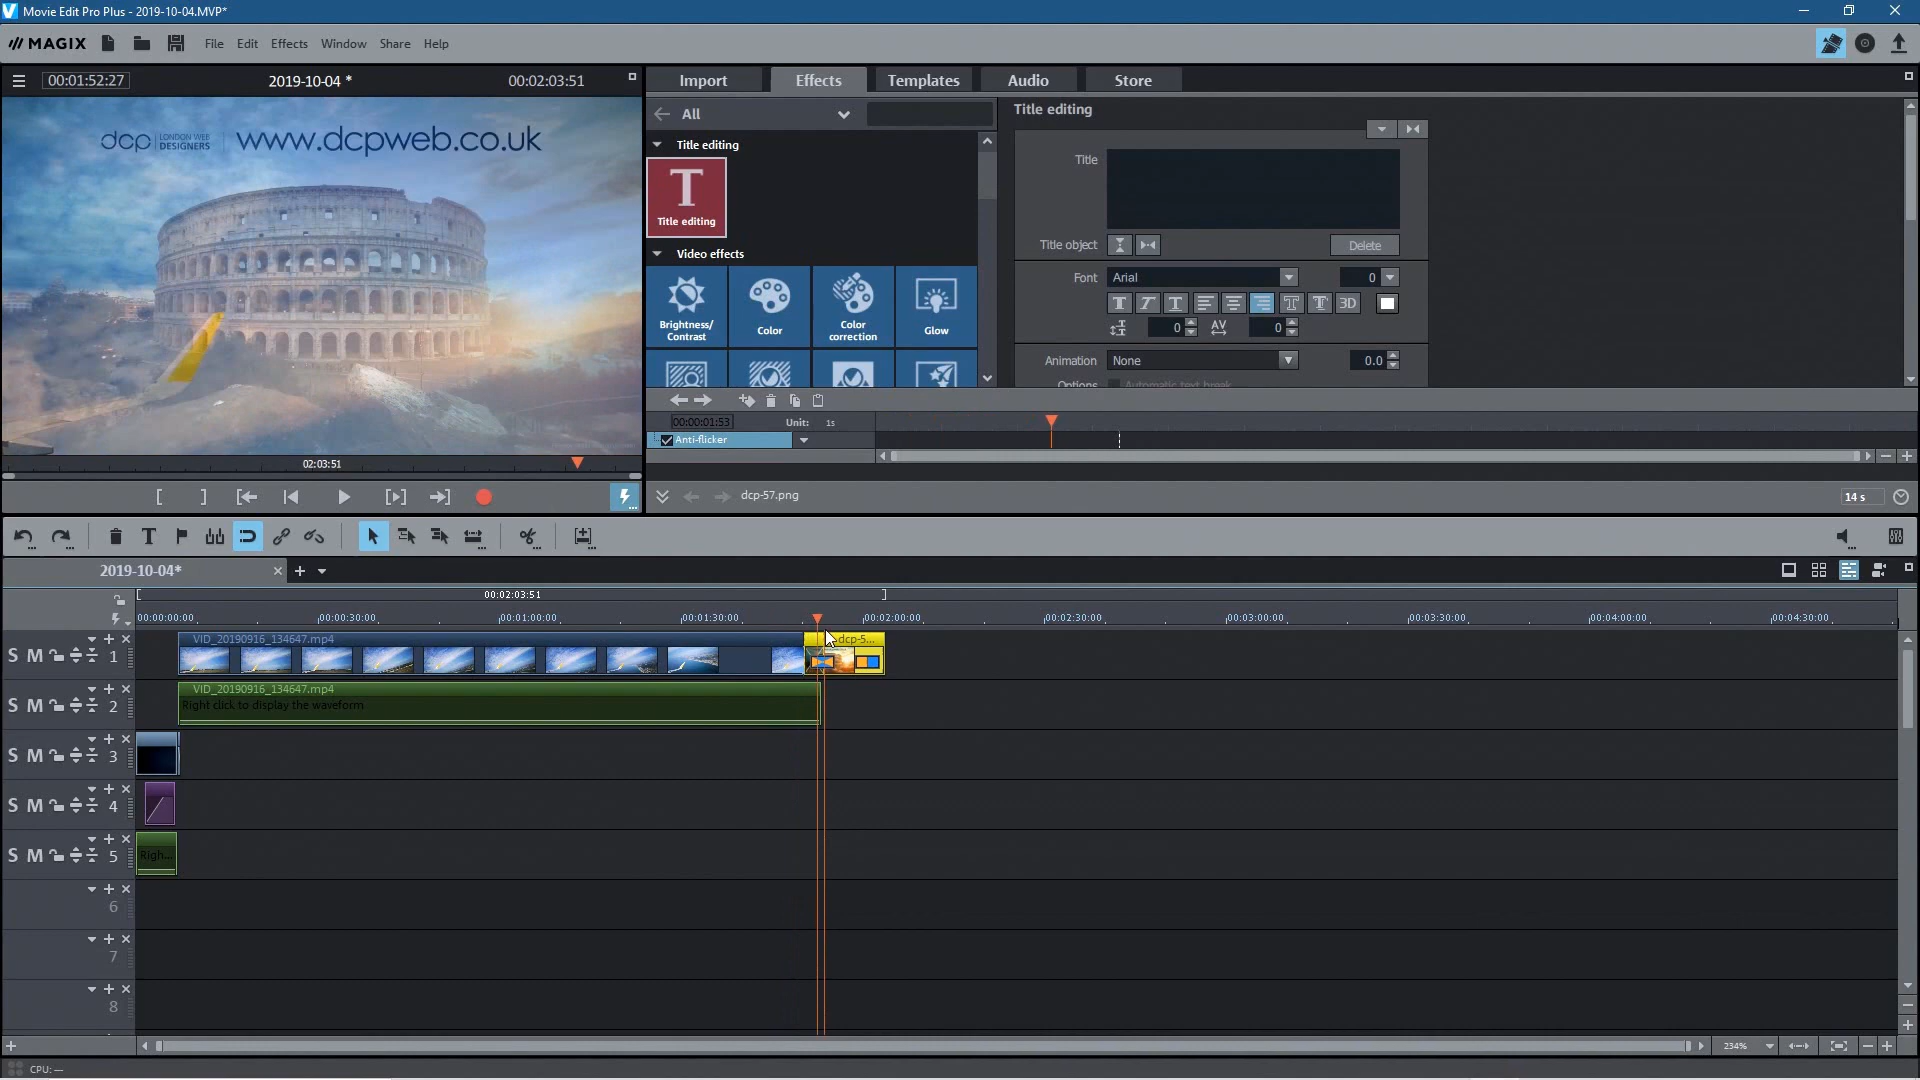 Movie Edit Pro Plus - 2019-10-04.MVP*
MAGIX
File Edit Effects Window Share Help
00:01:52:27
2019-10-04 *
00:02:03:51
dcp LONDON WEB DESIGNERS www.dcpweb.co.uk
02:03:51
Import Effects Templates Audio Store
All
Title editing
T
Title editing
Video effects
Brightness/
Contrast
Color
Color
correction
Glow
Title editing
Title
Title object
Delete
Font Arial 0
T T T T T 3D
0 AV 0
Animation None 0.0
Options Automatic text break
00:00:01:53 Unit: 1s
Anti-flicker
dcp-57.png
14 s
2019-10-04*
00:02:03:51
00:00:00:00 00:00:30:00 00:01:00:00 00:01:30:00 00:02:00:00 00:02:30:00 00:03:00:00 00:03:30:00 00:04:00:00 00:04:30:00
S M 1
VID_20190916_134647.mp4
dcp-5...
S M 2
VID_20190916_134647.mp4
Right click to display the waveform
S M 3
S M 4
S M 5
Righ...
6
7
8
234%
CPU: —